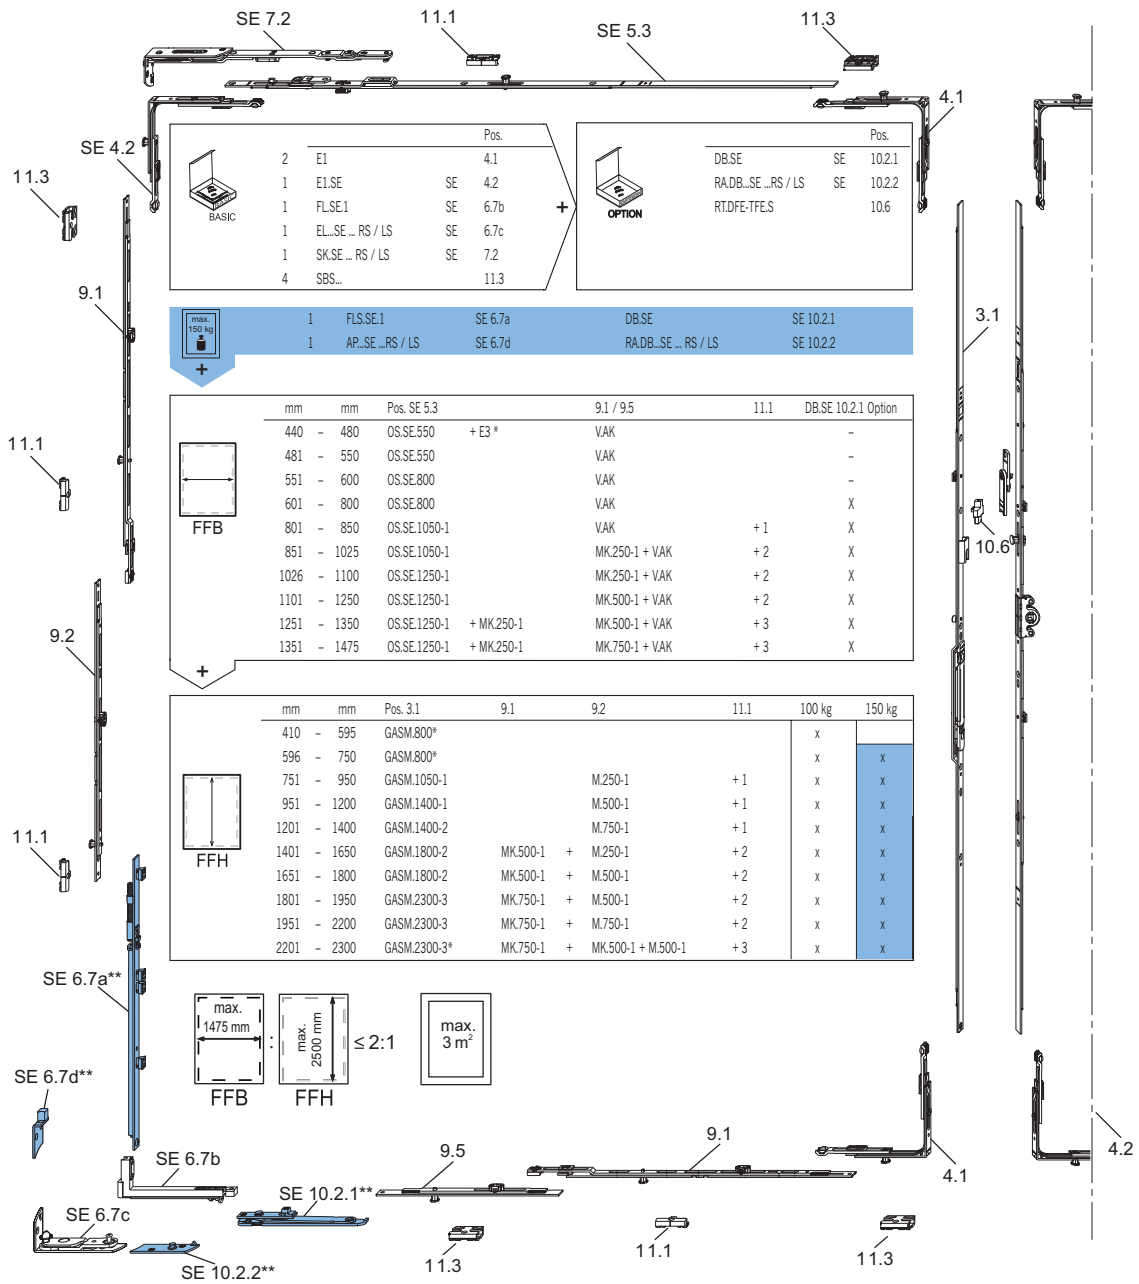 SE 7.2
11.1
SE 5.3
11.3
4.1
SE 4.2
11.3
9.1
11.1
9.2
11.1
BASIC
Pos.
2 E1 4.1
1 E1.SE SE 4.2
1 FL.SE.1 SE 6.7b
1 EL...SE ... RS / LS SE 6.7c
1 SK.SE ... RS / LS SE 7.2
4 SBS... 11.3
+
OPTION
Pos.
DB.SE SE 10.2.1
RA.DB...SE ...RS / LS SE 10.2.2
RT.DFE-TFE.S 10.6
max.
150 kg
1 FLS.SE.1 SE 6.7a DB.SE SE 10.2.1
1 AP...SE ...RS / LS SE 6.7d RA.DB...SE ... RS / LS SE 10.2.2
+
3.1
10.6
FFB
mm mm Pos. SE 5.3 9.1 / 9.5 11.1 DB.SE 10.2.1 Option
440 – 480 OS.SE.550 + E3 * V.AK –
481 – 550 OS.SE.550 V.AK –
551 – 600 OS.SE.800 V.AK –
601 – 800 OS.SE.800 V.AK X
801 – 850 OS.SE.1050-1 V.AK + 1 X
851 – 1025 OS.SE.1050-1 MK.250-1 + V.AK + 2 X
1026 – 1100 OS.SE.1250-1 MK.250-1 + V.AK + 2 X
1101 – 1250 OS.SE.1250-1 MK.500-1 + V.AK + 2 X
1251 – 1350 OS.SE.1250-1 + MK.250-1 MK.500-1 + V.AK + 3 X
1351 – 1475 OS.SE.1250-1 + MK.250-1 MK.750-1 + V.AK + 3 X
+
FFH
mm mm Pos. 3.1 9.1 9.2 11.1 100 kg 150 kg
410 – 595 GASM.800* x
596 – 750 GASM.800* x x
751 – 950 GASM.1050-1 M.250-1 + 1 x x
951 – 1200 GASM.1400-1 M.500-1 + 1 x x
1201 – 1400 GASM.1400-2 M.750-1 + 1 x x
1401 – 1650 GASM.1800-2 MK.500-1 + M.250-1 + 2 x x
1651 – 1800 GASM.1800-2 MK.500-1 + M.500-1 + 2 x x
1801 – 1950 GASM.2300-3 MK.750-1 + M.500-1 + 2 x x
1951 – 2200 GASM.2300-3 MK.750-1 + M.750-1 + 2 x x
2201 – 2300 GASM.2300-3* MK.750-1 + MK.500-1 + M.500-1 + 3 x x
max.
1475 mm
FFB
:
max.
2500 mm
FFH
≤ 2:1
max.
3 m²
SE 6.7a**
SE 6.7d**
SE 6.7b
SE 6.7c
SE 10.2.1**
SE 10.2.2**
9.5
9.1
4.1
4.2
11.3
11.1
11.3